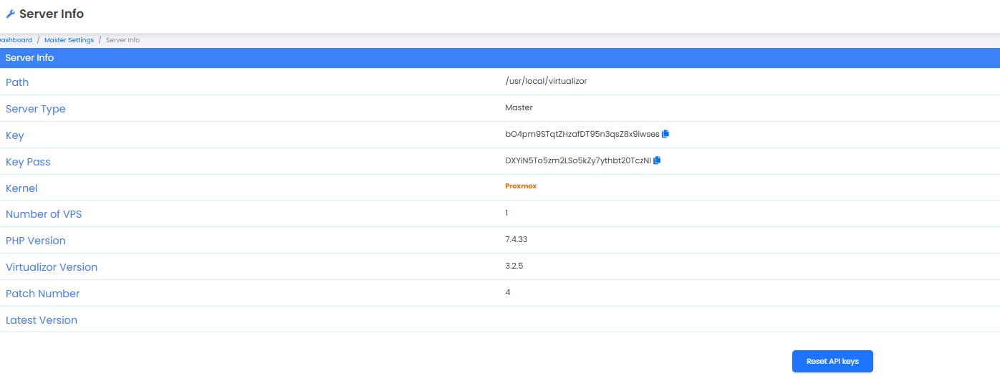 Server Info
Dashboard / Master Settings / Server Info
Server Info
Path /usr/local/virtualizor
Server Type Master
Key bO4pm9STqtZHzafDT95n3qsZ8x9iwses
Key Pass DXYiN5To5zm2LSo5kZy7ythbt20TczNI
Kernel Proxmox
Number of VPS 1
PHP Version 7.4.33
Virtualizor Version 3.2.5
Patch Number 4
Latest Version
Reset API keys